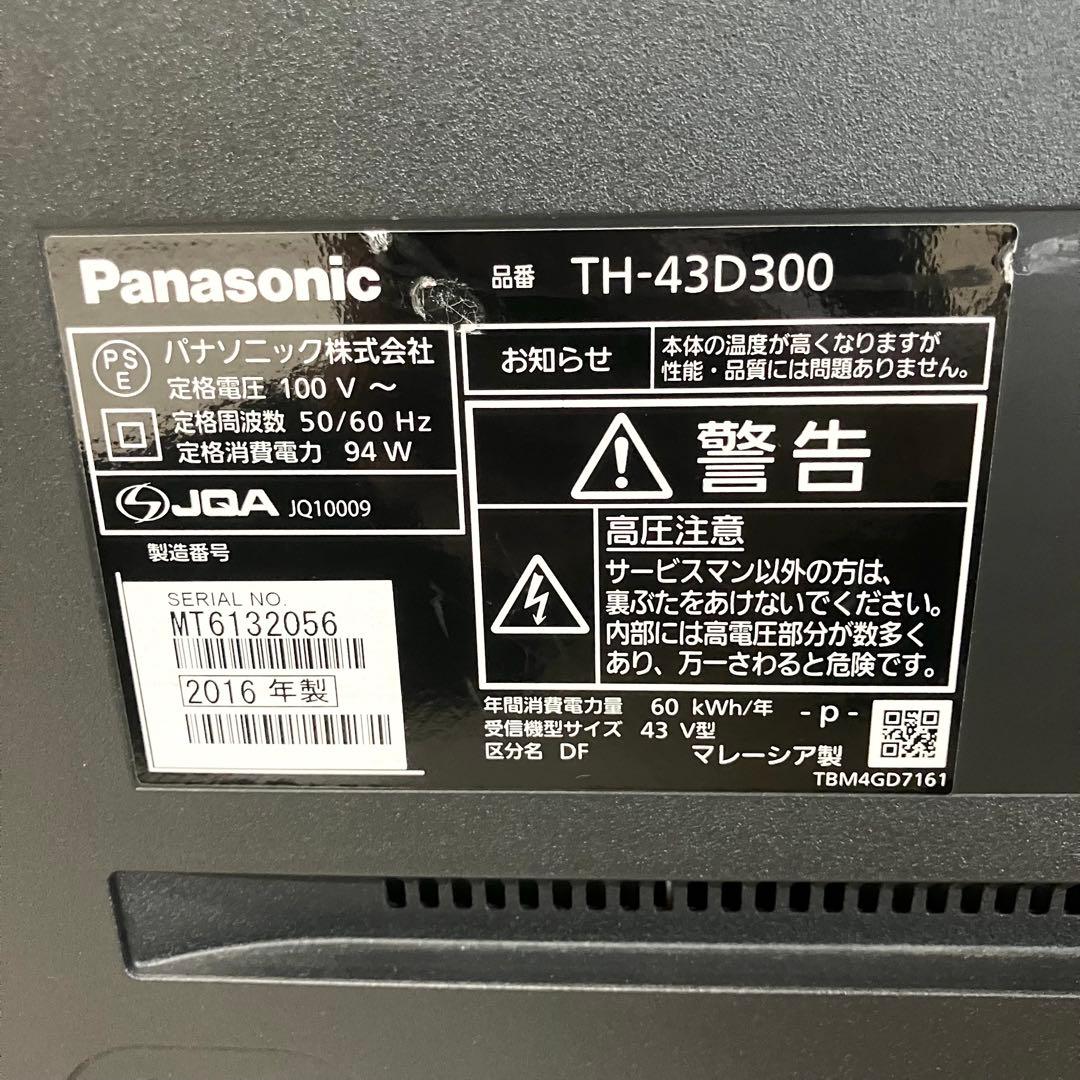 Panasonic
品番 TH-43D300
PS
E
パナソニック株式会社
定格電圧 100 V ～
定格周波数 50/60 Hz
定格消費電力 94 W
JQA JQ10009
製造番号
SERIAL NO.
MT6132056
2016 年製
お知らせ
本体の温度が高くなりますが
性能・品質には問題ありません。
警告
高圧注意
サービスマン以外の方は、
裏ぶたをあけないでください。
内部には高電圧部分が数多く
あり、万一さわると危険です。
年間消費電力量 60 kWh/年
受信機型サイズ 43 V型
区分名 DF
- p -
マレーシア製
TBM4GD7161